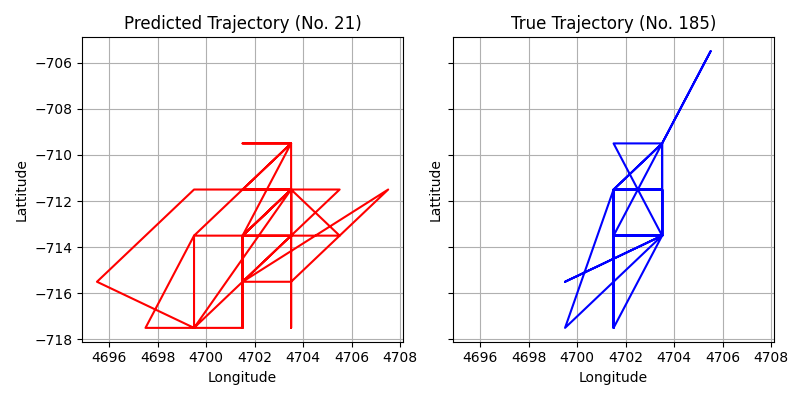 Predicted Trajectory (No. 21)
True Trajectory (No. 185)
Lattitude
−706
−708
−710
−712
−714
−716
−718
4696 4698 4700 4702 4704 4706 4708
Longitude
Lattitude
4696 4698 4700 4702 4704 4706 4708
Longitude